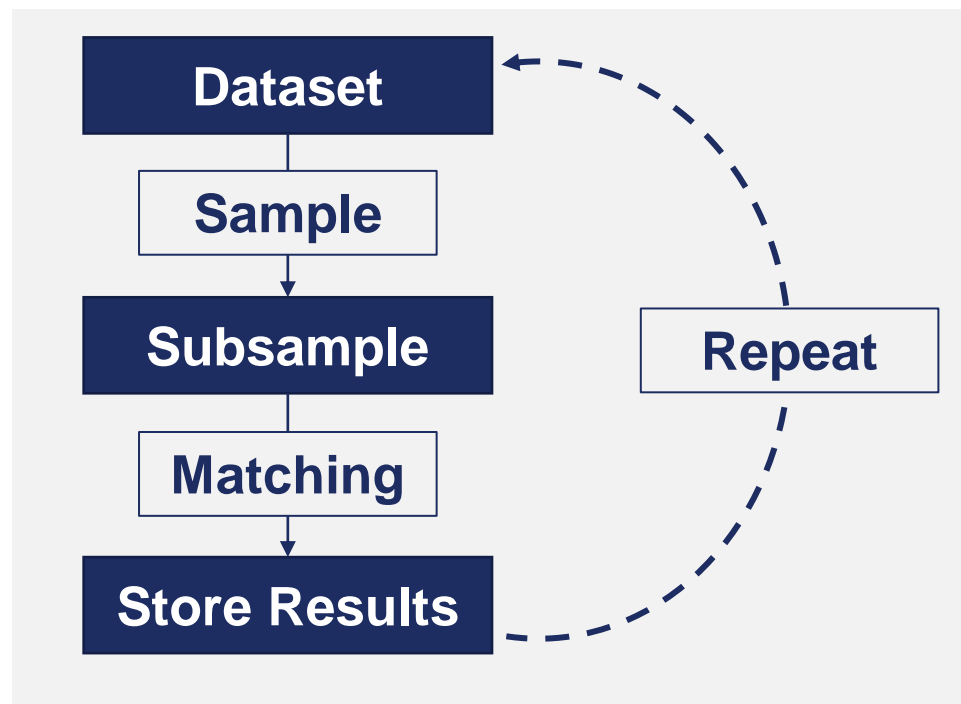 Dataset
Sample
Subsample
Repeat
Matching
Store Results